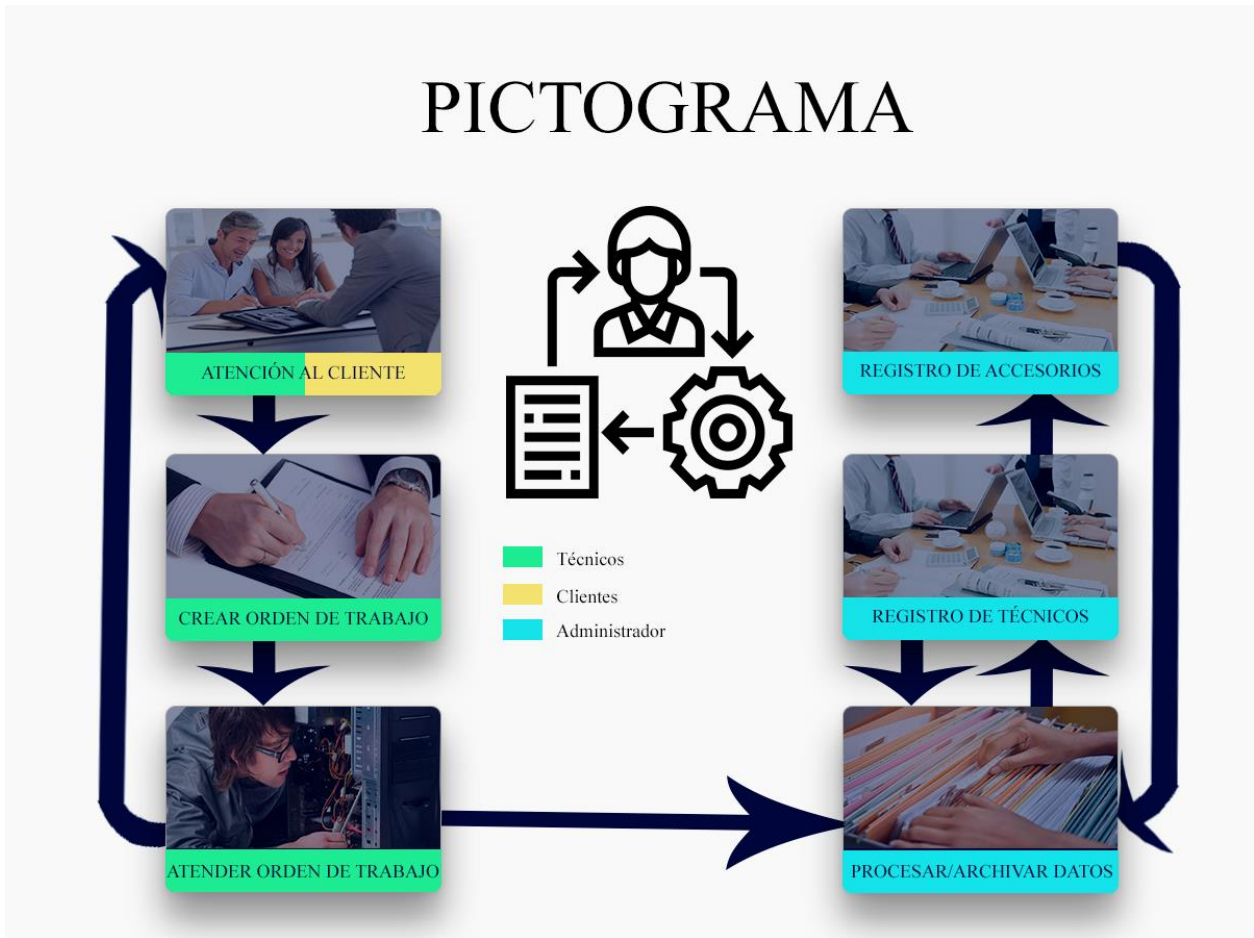 PICTOGRAMA
ATENCIÓN AL CLIENTE
CREAR ORDEN DE TRABAJO
ATENDER ORDEN DE TRABAJO
Técnicos
Clientes
Administrador
REGISTRO DE ACCESORIOS
REGISTRO DE TÉCNICOS
PROCESAR/ARCHIVAR DATOS